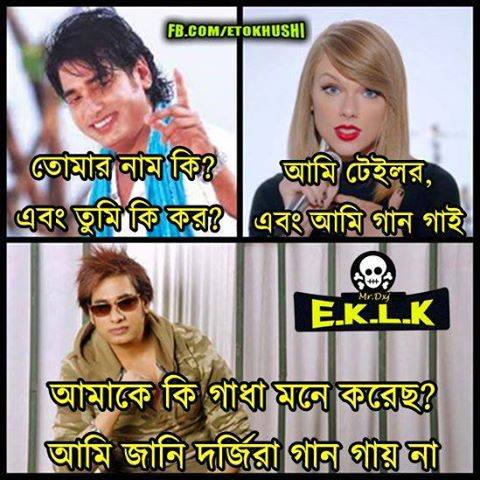 FB.COM/ETOKHUSHI
তোমার নাম কি?
এবং তুমি কি কর?
আমি টেইলর,
এবং আমি গান গাই
Mr.Dxj
E.K.L.K
আমাকে কি গাধা মনে করেছ?
আমি জানি দর্জিরা গান গায় না